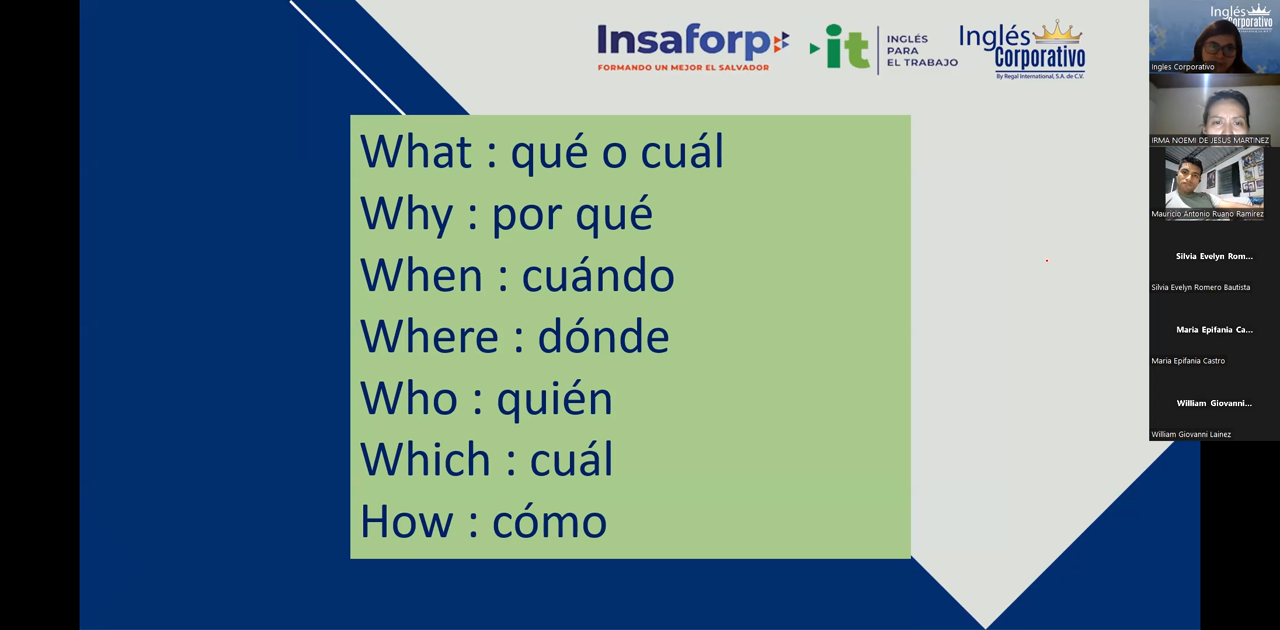 Insaforp
FORMANDO UN MEJOR EL SALVADOR
it
INGLÉS
PARA
EL TRABAJO
Inglés
Corporativo
By Regal International, S.A. de C.V.
What : qué o cuál
Why : por qué
When : cuándo
Where : dónde
Who : quién
Which : cuál
How : cómo
Inglés
Corporativo
Ingles Corporativo
IRMA NOEMI DE JESUS MARTINEZ
Mauricio Antonio Ruano Ramirez
Silvia Evelyn Rom...
Silvia Evelyn Romero Bautista
Maria Epifania Ca...
Maria Epifania Castro
William Giovanni...
William Giovanni Lainez